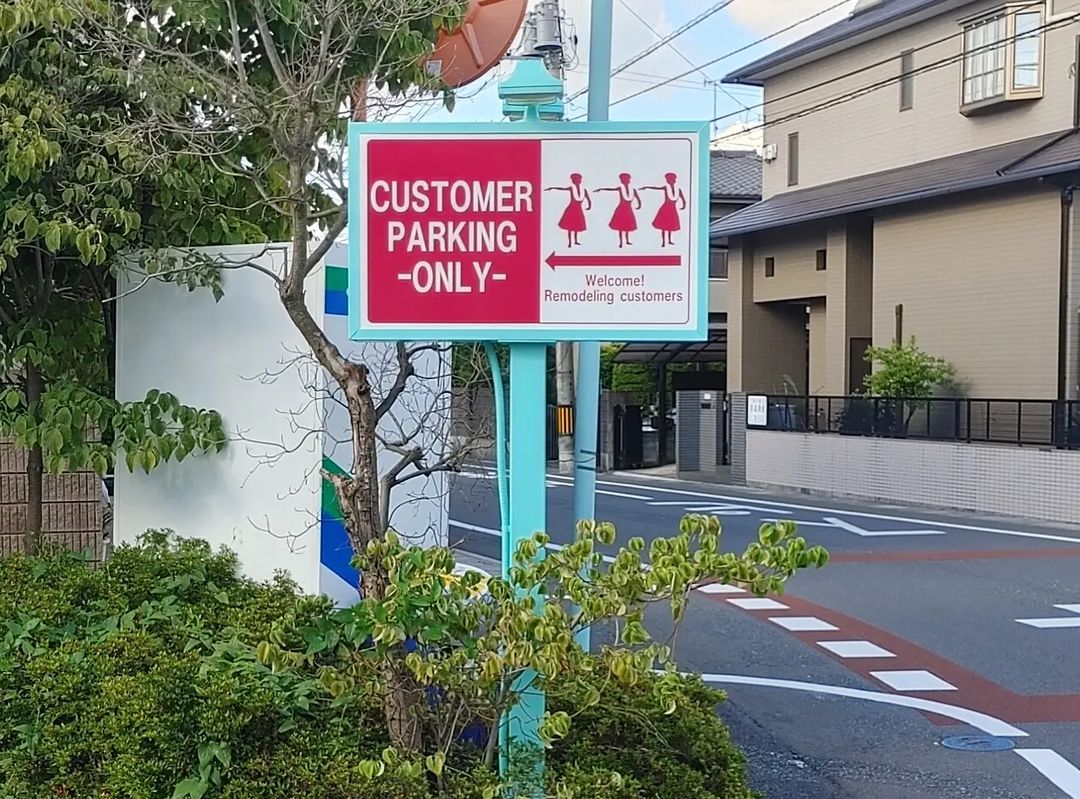 CUSTOMER
PARKING
-ONLY-
Welcome!
Remodeling customers